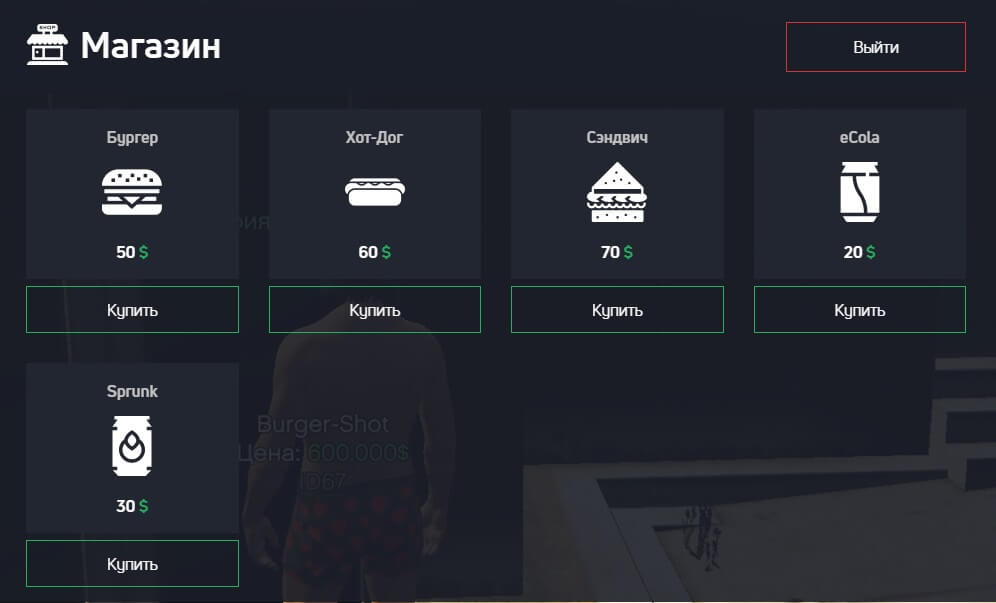 SHOP
Магазин
Выйти
Бургер
Хот-Дог
Сэндвич
eCola
50 $
60 $
70 $
20 $
Купить
Купить
Купить
Купить
Sprunk
30 $
Купить
Burger-Shot
Цена: 600.000$
ID67